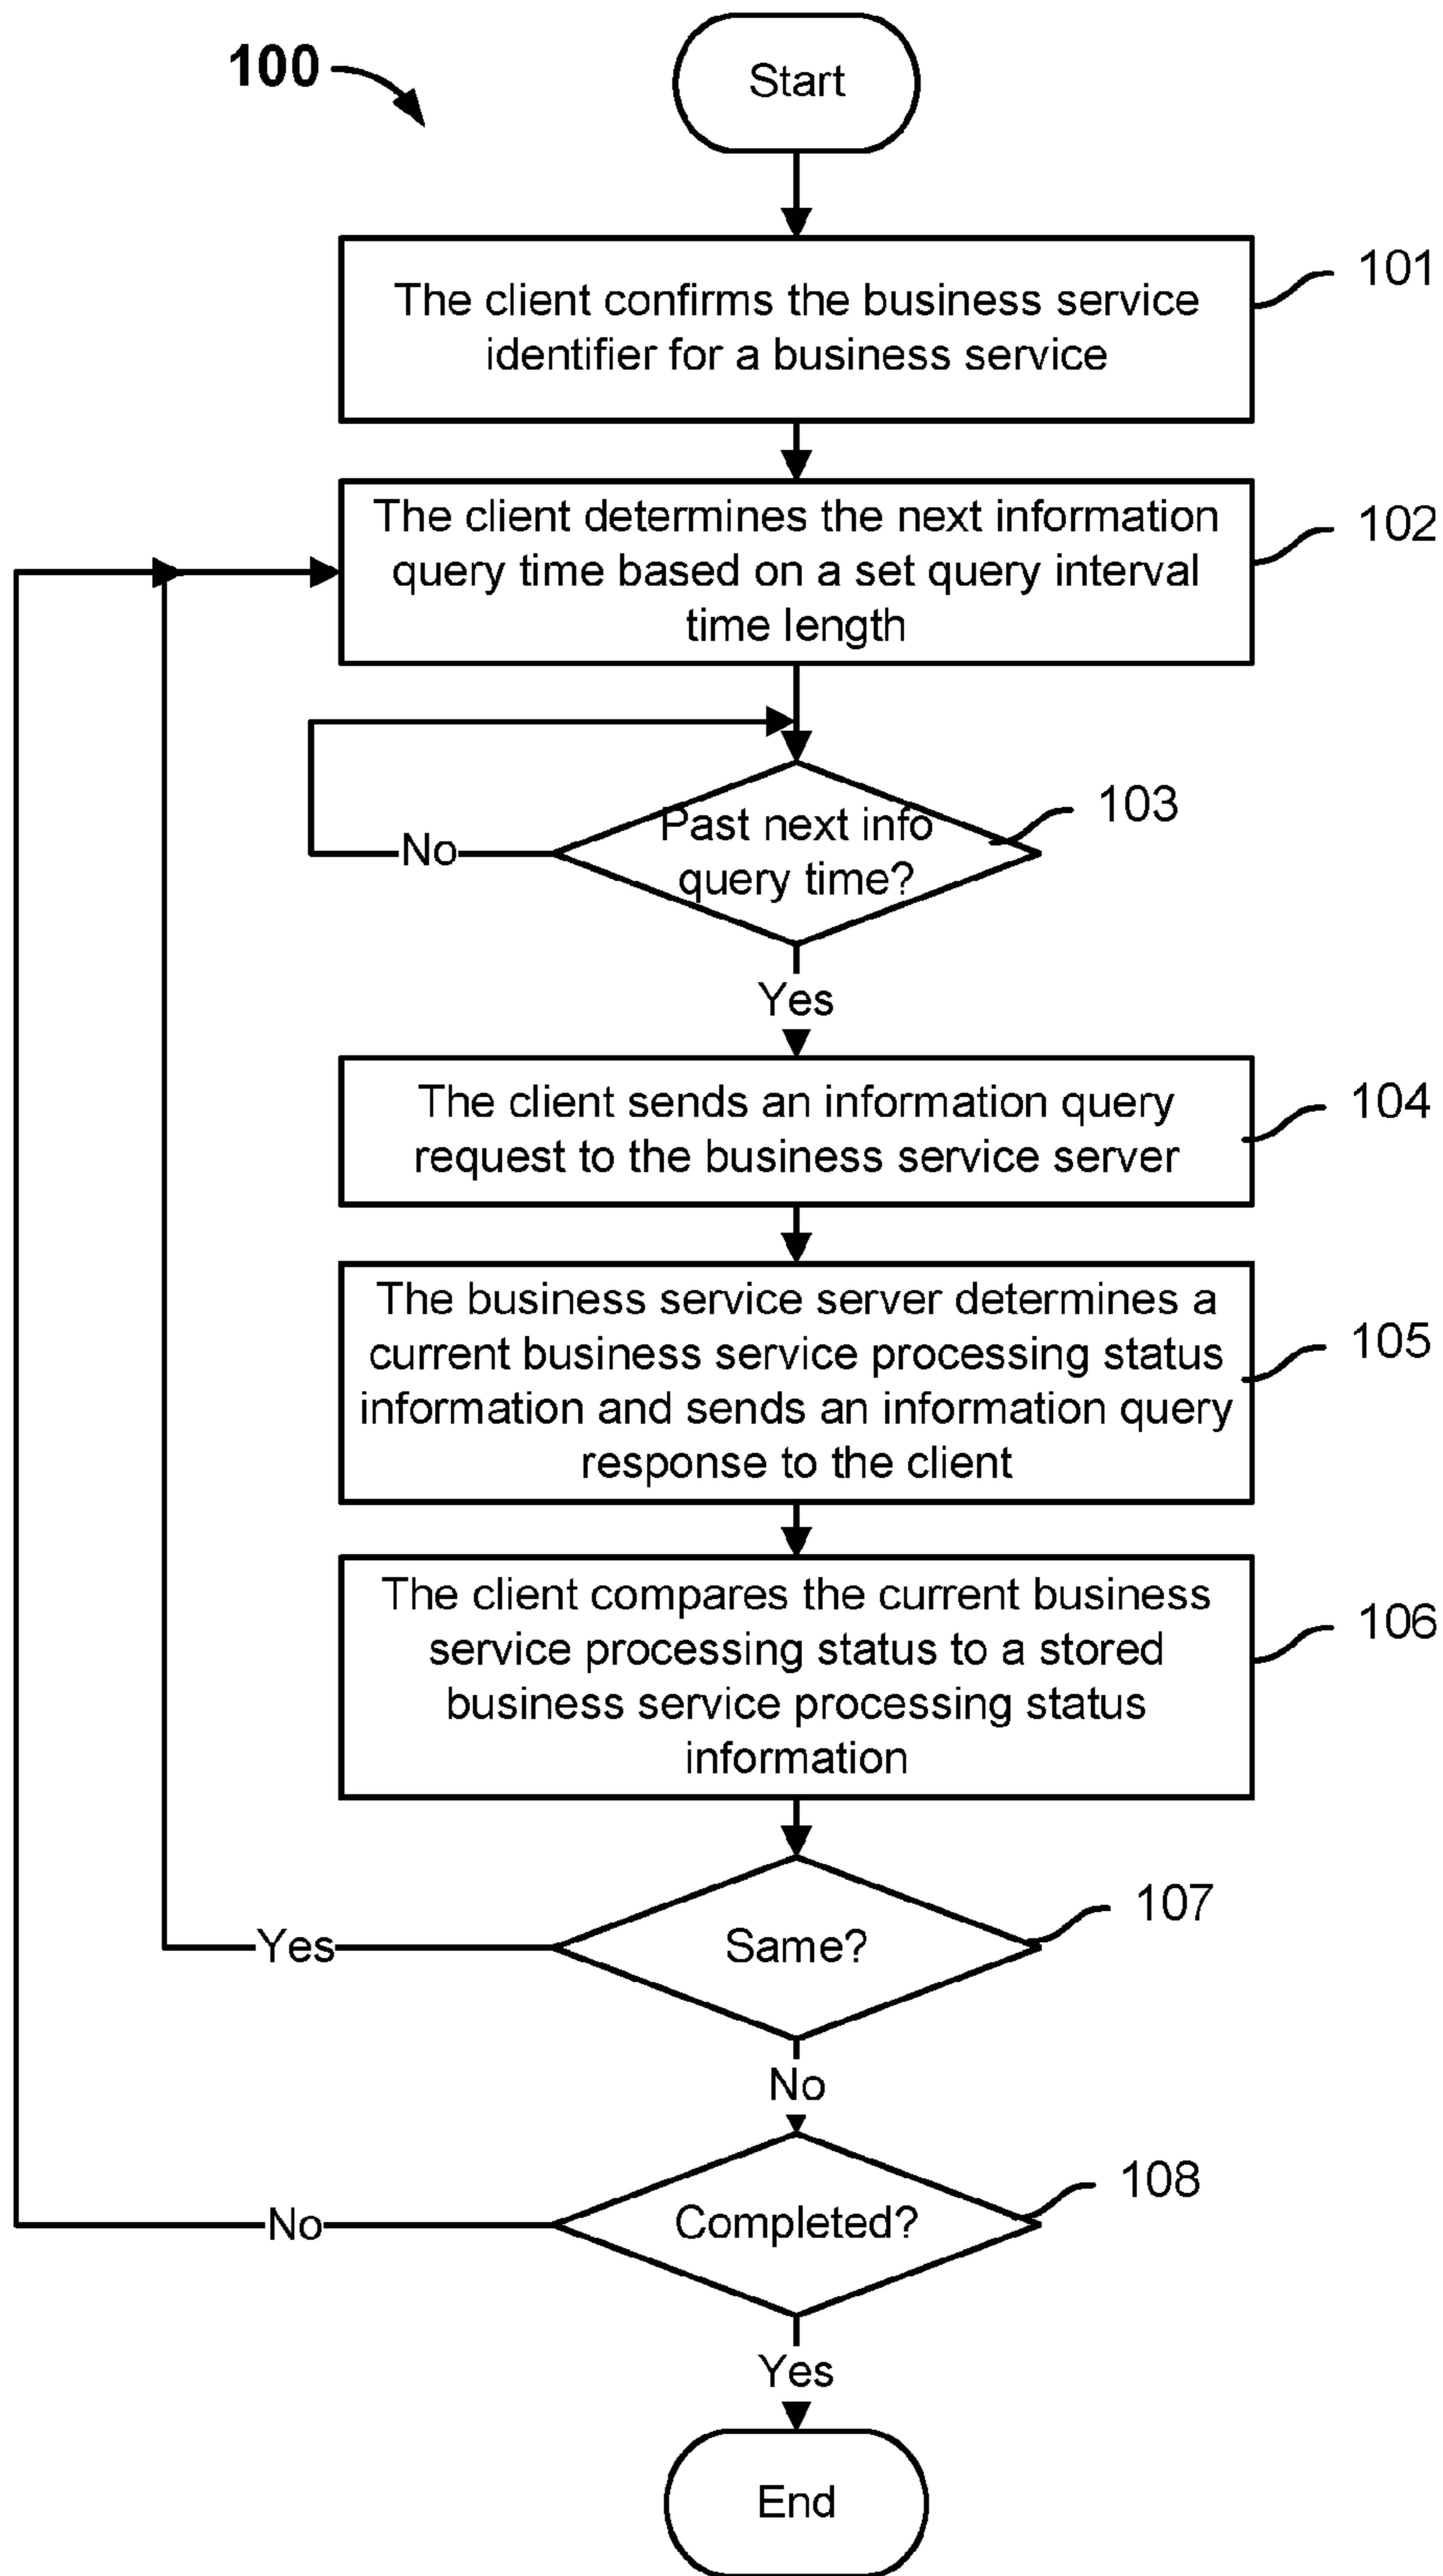 100
Start
The client confirms the business service
identifier for a business service
101
The client determines the next information
query time based on a set query interval
time length
102
Past next info
query time?
103
No
Yes
The client sends an information query
request to the business service server
104
The business service server determines a
current business service processing status
information and sends an information query
response to the client
105
The client compares the current business
service processing status to a stored
business service processing status
information
106
Same?
107
Yes
No
Completed?
108
No
Yes
End